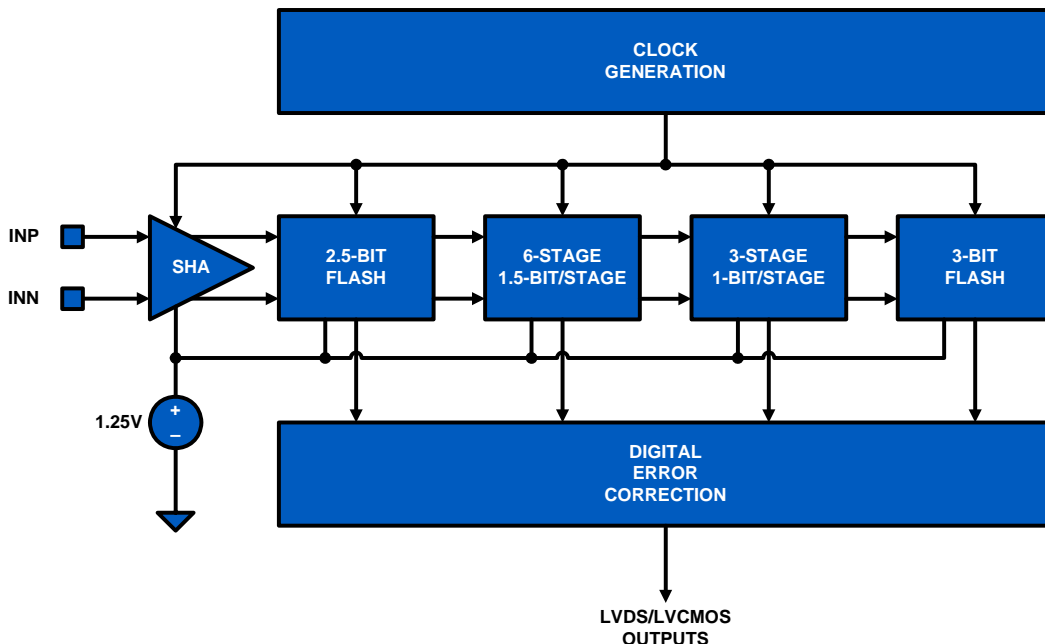 CLOCK
GENERATION
INP
INN
SHA
2.5-BIT
FLASH
6-STAGE
1.5-BIT/STAGE
3-STAGE
1-BIT/STAGE
3-BIT
FLASH
1.25V
+
–
DIGITAL
ERROR
CORRECTION
LVDS/LVCMOS
OUTPUTS